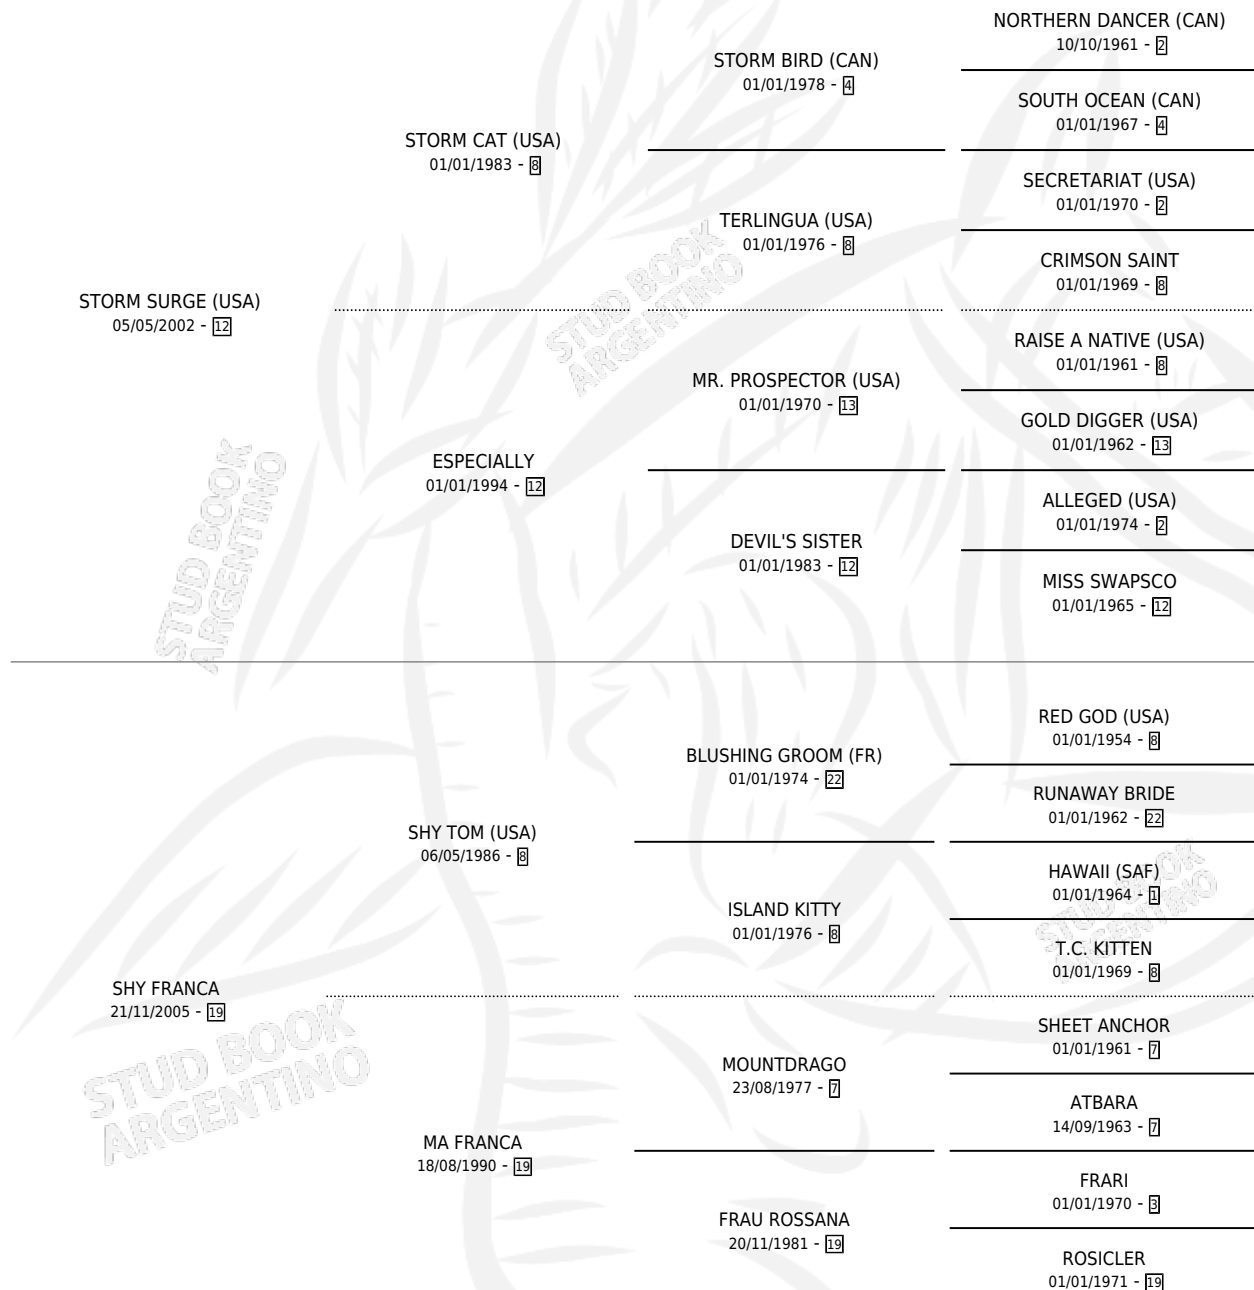 NORTHERN DANCER (CAN)
10/10/1961 - 2
STORM BIRD (CAN)
01/01/1978 - 4
SOUTH OCEAN (CAN)
01/01/1967 - 4
STORM CAT (USA)
01/01/1983 - 8
SECRETARIAT (USA)
01/01/1970 - 2
TERLINGUA (USA)
01/01/1976 - 8
CRIMSON SAINT
01/01/1969 - 8
STORM SURGE (USA)
05/05/2002 - 12
RAISE A NATIVE (USA)
01/01/1961 - 8
MR. PROSPECTOR (USA)
01/01/1970 - 13
GOLD DIGGER (USA)
01/01/1962 - 13
ESPECIALLY
01/01/1994 - 12
ALLEGED (USA)
01/01/1974 - 2
DEVIL'S SISTER
01/01/1983 - 12
MISS SWAPSCO
01/01/1965 - 12
RED GOD (USA)
01/01/1954 - 8
BLUSHING GROOM (FR)
01/01/1974 - 22
RUNAWAY BRIDE
01/01/1962 - 22
SHY TOM (USA)
06/05/1986 - 8
HAWAII (SAF)
01/01/1964 - 1
ISLAND KITTY
01/01/1976 - 8
T.C. KITTEN
01/01/1969 - 8
SHY FRANCA
21/11/2005 - 19
SHEET ANCHOR
01/01/1961 - 7
MOUNTDRAGO
23/08/1977 - 7
ATBARA
14/09/1963 - 7
MA FRANCA
18/08/1990 - 19
FRARI
01/01/1970 - 3
FRAU ROSSANA
20/11/1981 - 19
ROSICLER
01/01/1971 - 19
STUD BOOK
ARGENTINO
STUD BOOK
ARGENTINO
STUD BOOK
ARGENTINO
STUD BOOK
ARGENTINO